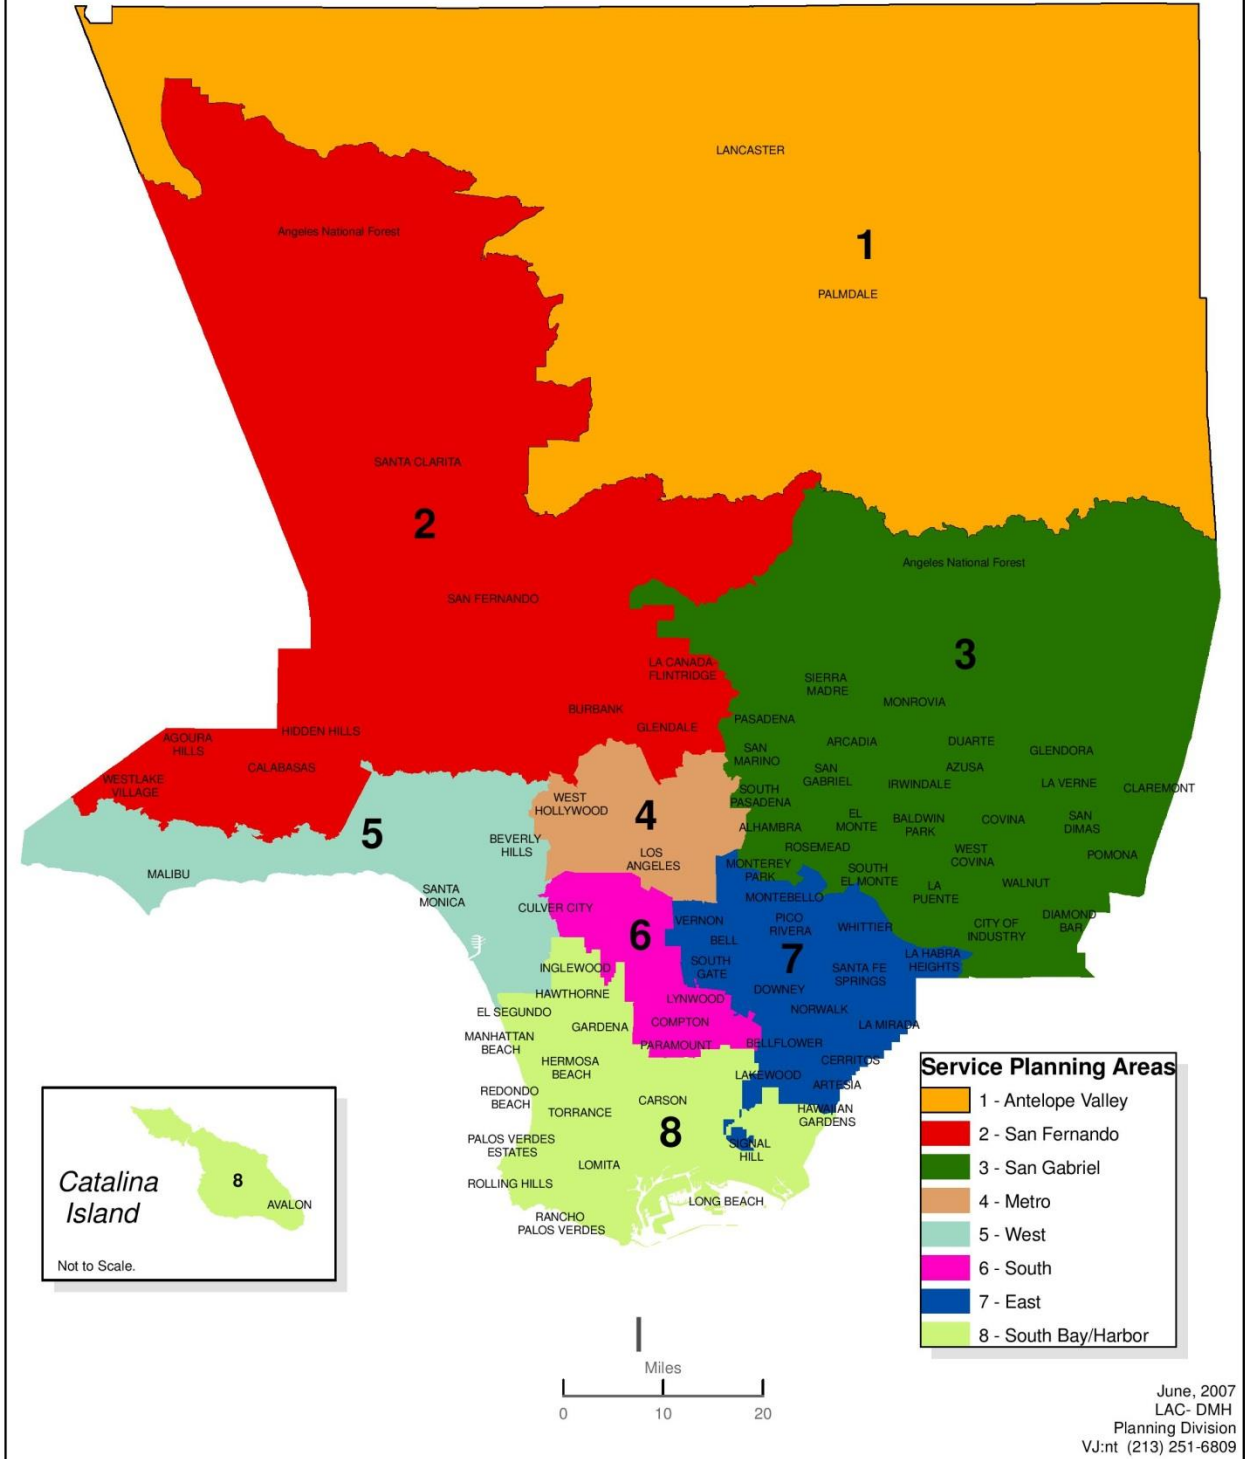 LANCASTER
1
Angeles National Forest
PALMDALE
SANTA CLARITA
2
SAN FERNANDO
Angeles National Forest
3
LA CANADA-
FLINTRIDGE
SIERRA
MADRE
MONROVIA
BURBANK
GLENDALE
PASADENA
HIDDEN HILLS
AGOURA
HILLS
CALABASAS
WESTLAKE
VILLAGE
SAN
MARINO
ARCADIA
DUARTE
GLENDORA
SAN
GABRIEL
AZUSA
IRWINDALE
LA VERNE
CLAREMONT
SOUTH
PASADENA
WEST
HOLLYWOOD
4
5
ALHAMBRA
EL
MONTE
BALDWIN
PARK
COVINA
SAN
DIMAS
BEVERLY
HILLS
LOS
ANGELES
ROSEMEAD
WEST
COVINA
POMONA
MONTEREY
PARK
SOUTH
EL MONTE
MALIBU
SANTA
MONICA
LA
PUENTE
WALNUT
MONTEBELLO
CULVER CITY
VERNON
PICO
RIVERA
WHITTIER
CITY OF
INDUSTRY
DIAMOND
BAR
6
BELL
7
LA HABRA
HEIGHTS
INGLEWOOD
SOUTH
GATE
SANTA FE
SPRINGS
HAWTHORNE
LYNWOOD
DOWNEY
NORWALK
EL SEGUNDO
GARDENA
COMPTON
LA MIRADA
MANHATTAN
BEACH
PARAMOUNT
BELLFLOWER
HERMOSA
BEACH
CERRITOS
LAKEWOOD
ARTESIA
REDONDO
BEACH
TORRANCE
CARSON
HAWAIIAN
GARDENS
8
PALOS VERDES
ESTATES
SIGNAL
HILL
LOMITA
ROLLING HILLS
LONG BEACH
RANCHO
PALOS VERDES
Catalina
Island
8
AVALON
Not to Scale.
Service Planning Areas
1 - Antelope Valley
2 - San Fernando
3 - San Gabriel
4 - Metro
5 - West
6 - South
7 - East
8 - South Bay/Harbor
Miles
0 10 20
June, 2007
LAC- DMH
Planning Division
VJ:nt (213) 251-6809